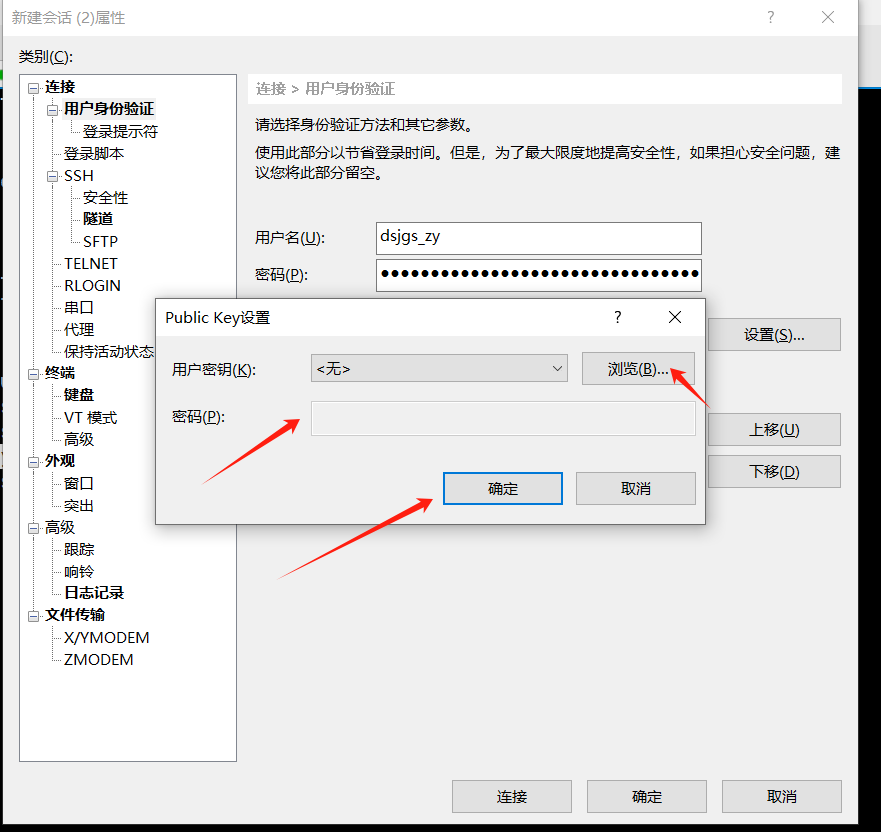 新建会话 (2)属性
类别(C):
连接
用户身份验证
登录提示符
登录脚本
SSH
安全性
隧道
SFTP
TELNET
RLOGIN
串口
代理
保持活动状态
终端
键盘
VT 模式
高级
外观
窗口
突出
高级
跟踪
响铃
日志记录
文件传输
X/YMODEM
ZMODEM
连接 > 用户身份验证
请选择身份验证方法和其它参数。
使用此部分以节省登录时间。但是，为了最大限度地提高安全性，如果担心安全问题，建
议您将此部分留空。
用户名(U):
dsjgs_zy
密码(P):
设置(S)...
上移(U)
下移(D)
Public Key设置
?
用户密钥(K):
<无>
浏览(B)...
密码(P):
确定
取消
连接
确定
取消